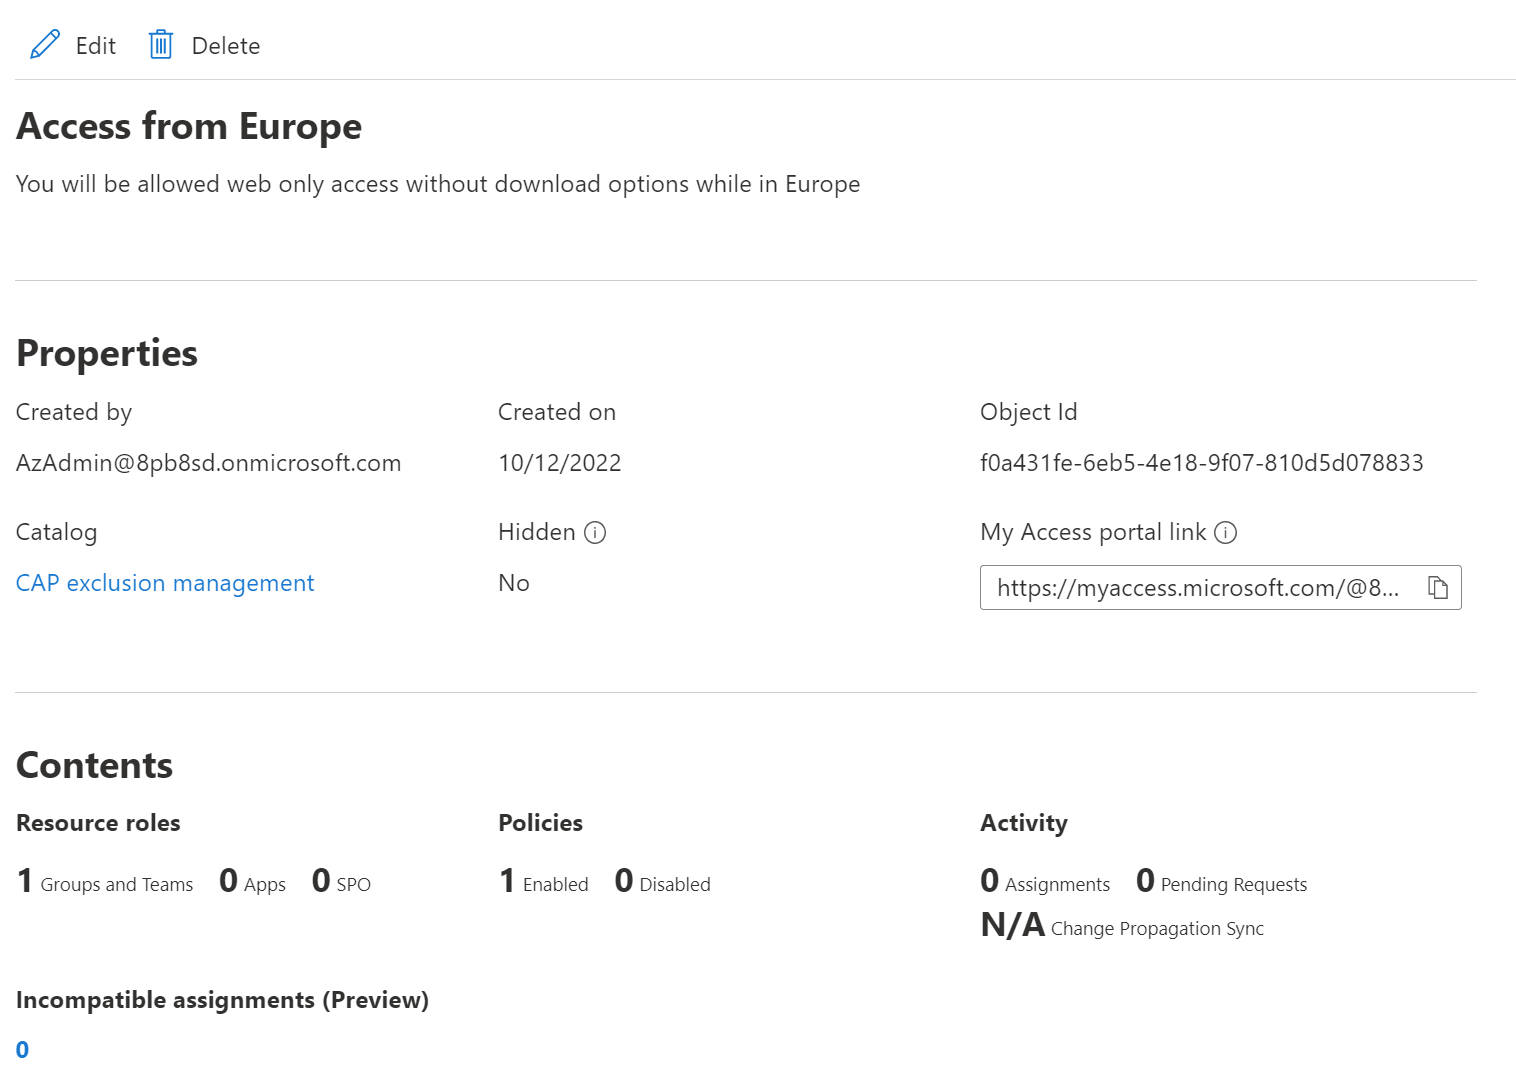 Edit Delete
Access from Europe
You will be allowed web only access without download options while in Europe
Properties
Created by Created on Object Id
AzAdmin@8pb8sd.onmicrosoft.com 10/12/2022 f0a431fe-6eb5-4e18-9f07-810d5d078833
Catalog Hidden My Access portal link
CAP exclusion management No https://myaccess.microsoft.com/@8...
Contents
Resource roles Policies Activity
1 Groups and Teams 0 Apps 0 SPO 1 Enabled 0 Disabled 0 Assignments 0 Pending Requests
N/A Change Propagation Sync
Incompatible assignments (Preview)
0